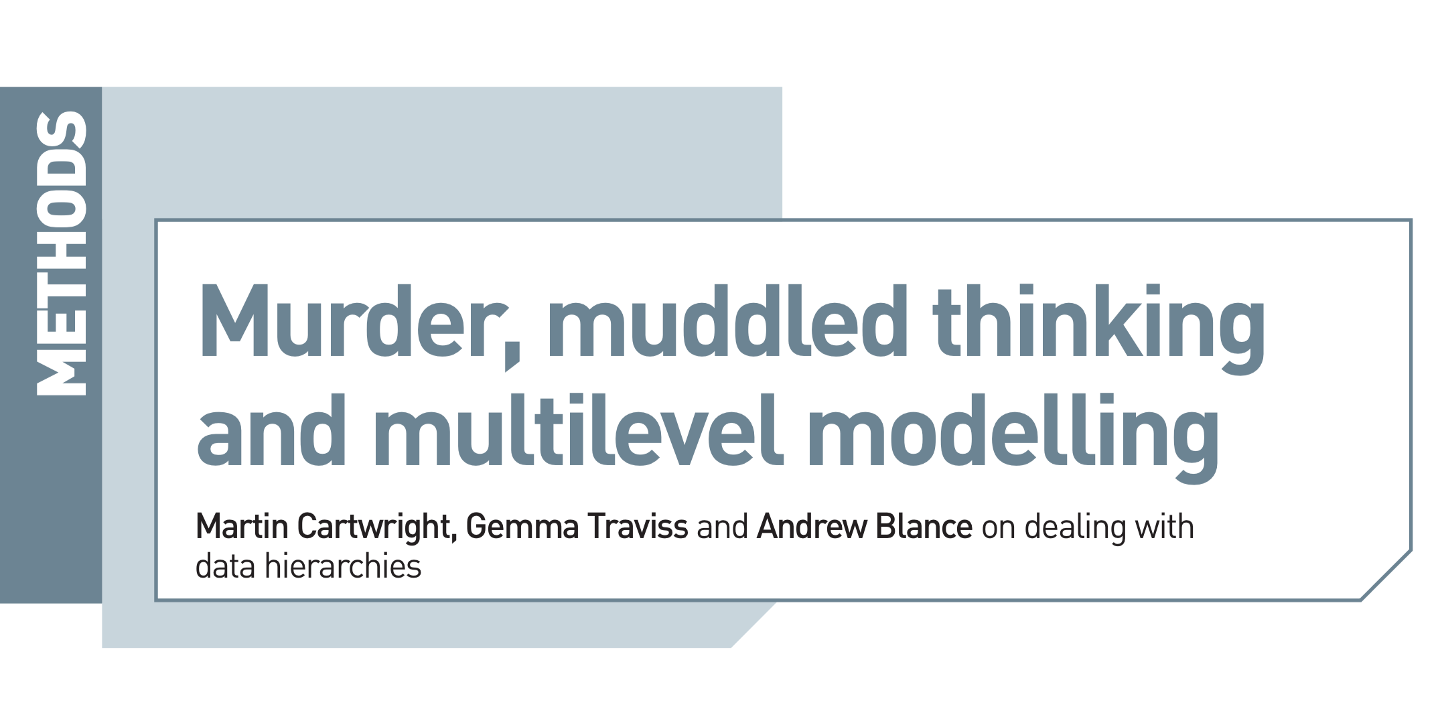 METHODS
Murder, muddled thinking
and multilevel modelling
Martin Cartwright, Gemma Traviss and Andrew Blance on dealing with
data hierarchies